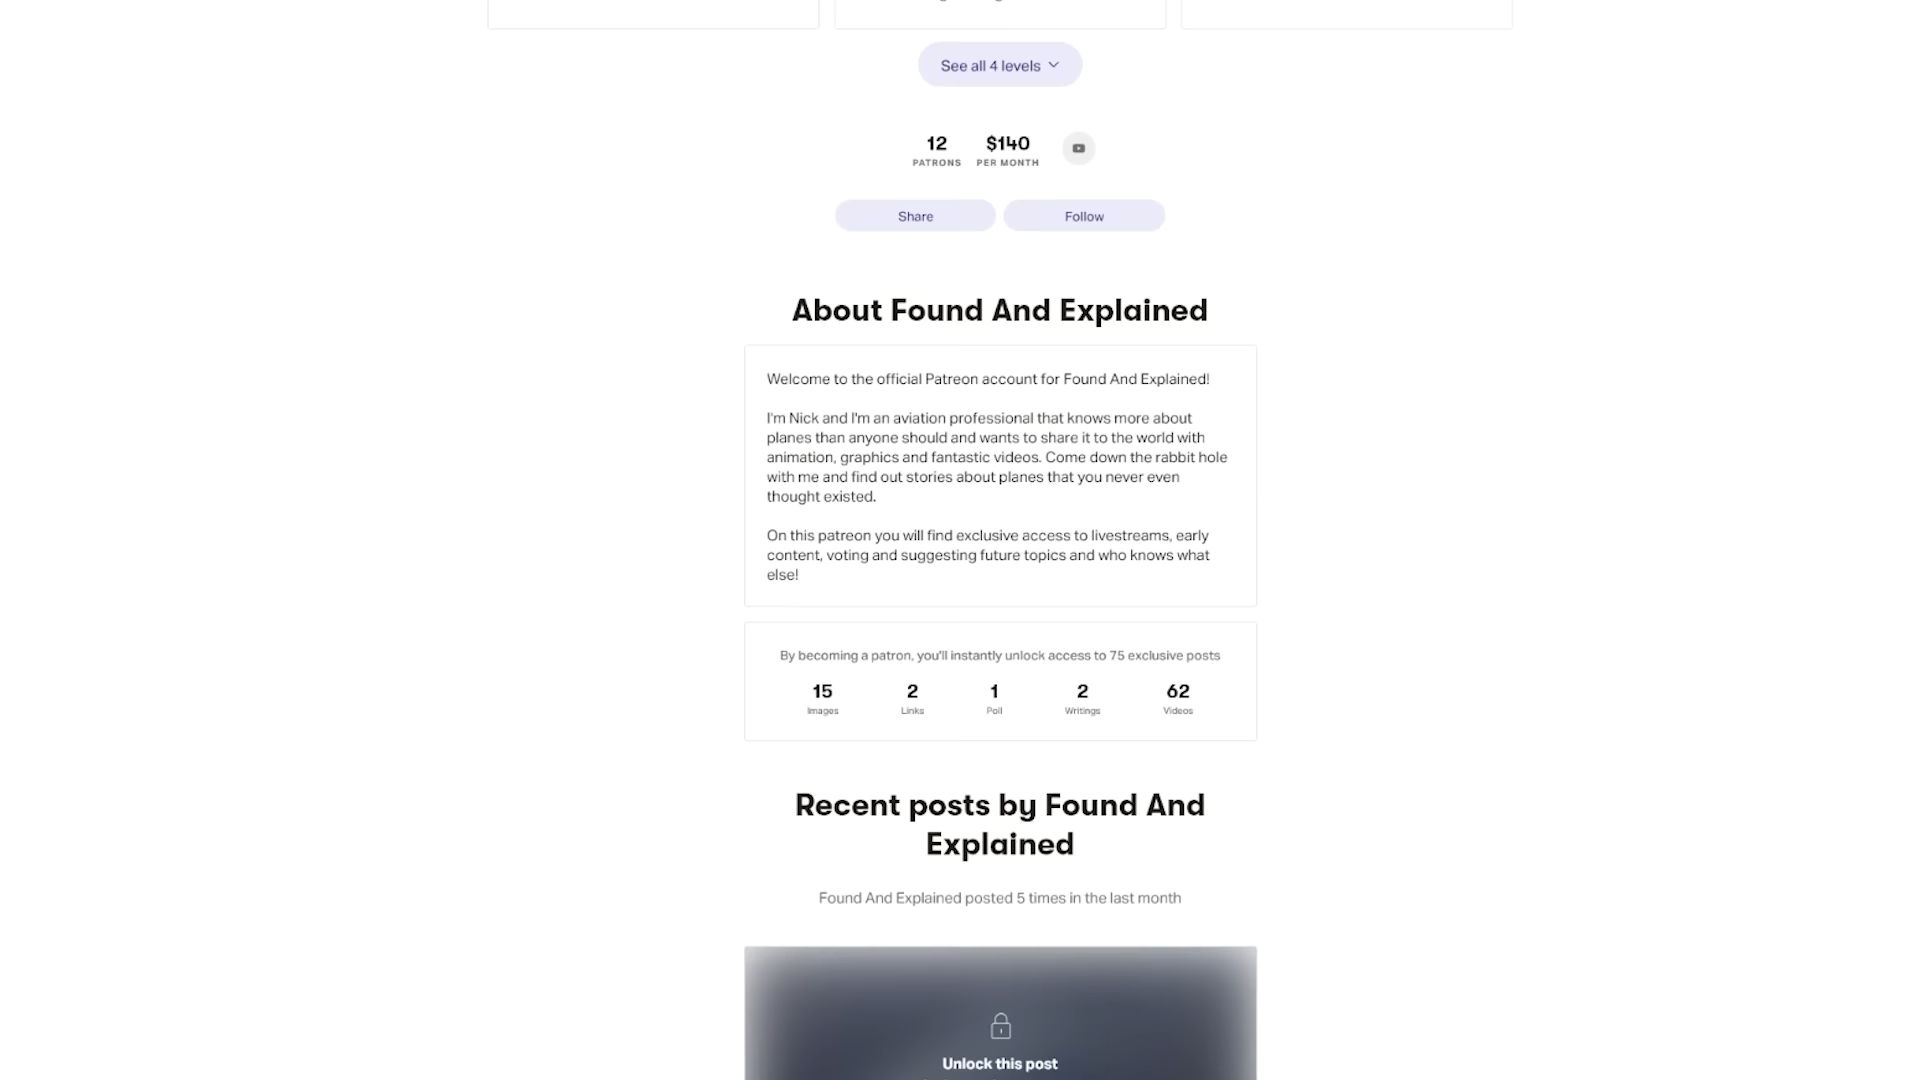 See all 4 levels
12
PATRONS
$140
PER MONTH
Share
Follow
About Found And Explained
Welcome to the official Patreon account for Found And Explained!
I'm Nick and I'm an aviation professional that knows more about
planes than anyone should and wants to share it to the world with
animation, graphics and fantastic videos. Come down the rabbit hole
with me and find out stories about planes that you never even
thought existed.
On this patreon you will find exclusive access to livestreams, early
content, voting and suggesting future topics and who knows what
else!
By becoming a patron, you'll instantly unlock access to 75 exclusive posts
15
Images
2
Links
1
Poll
2
Writings
62
Videos
Recent posts by Found And
Explained
Found And Explained posted 5 times in the last month
Unlock this post